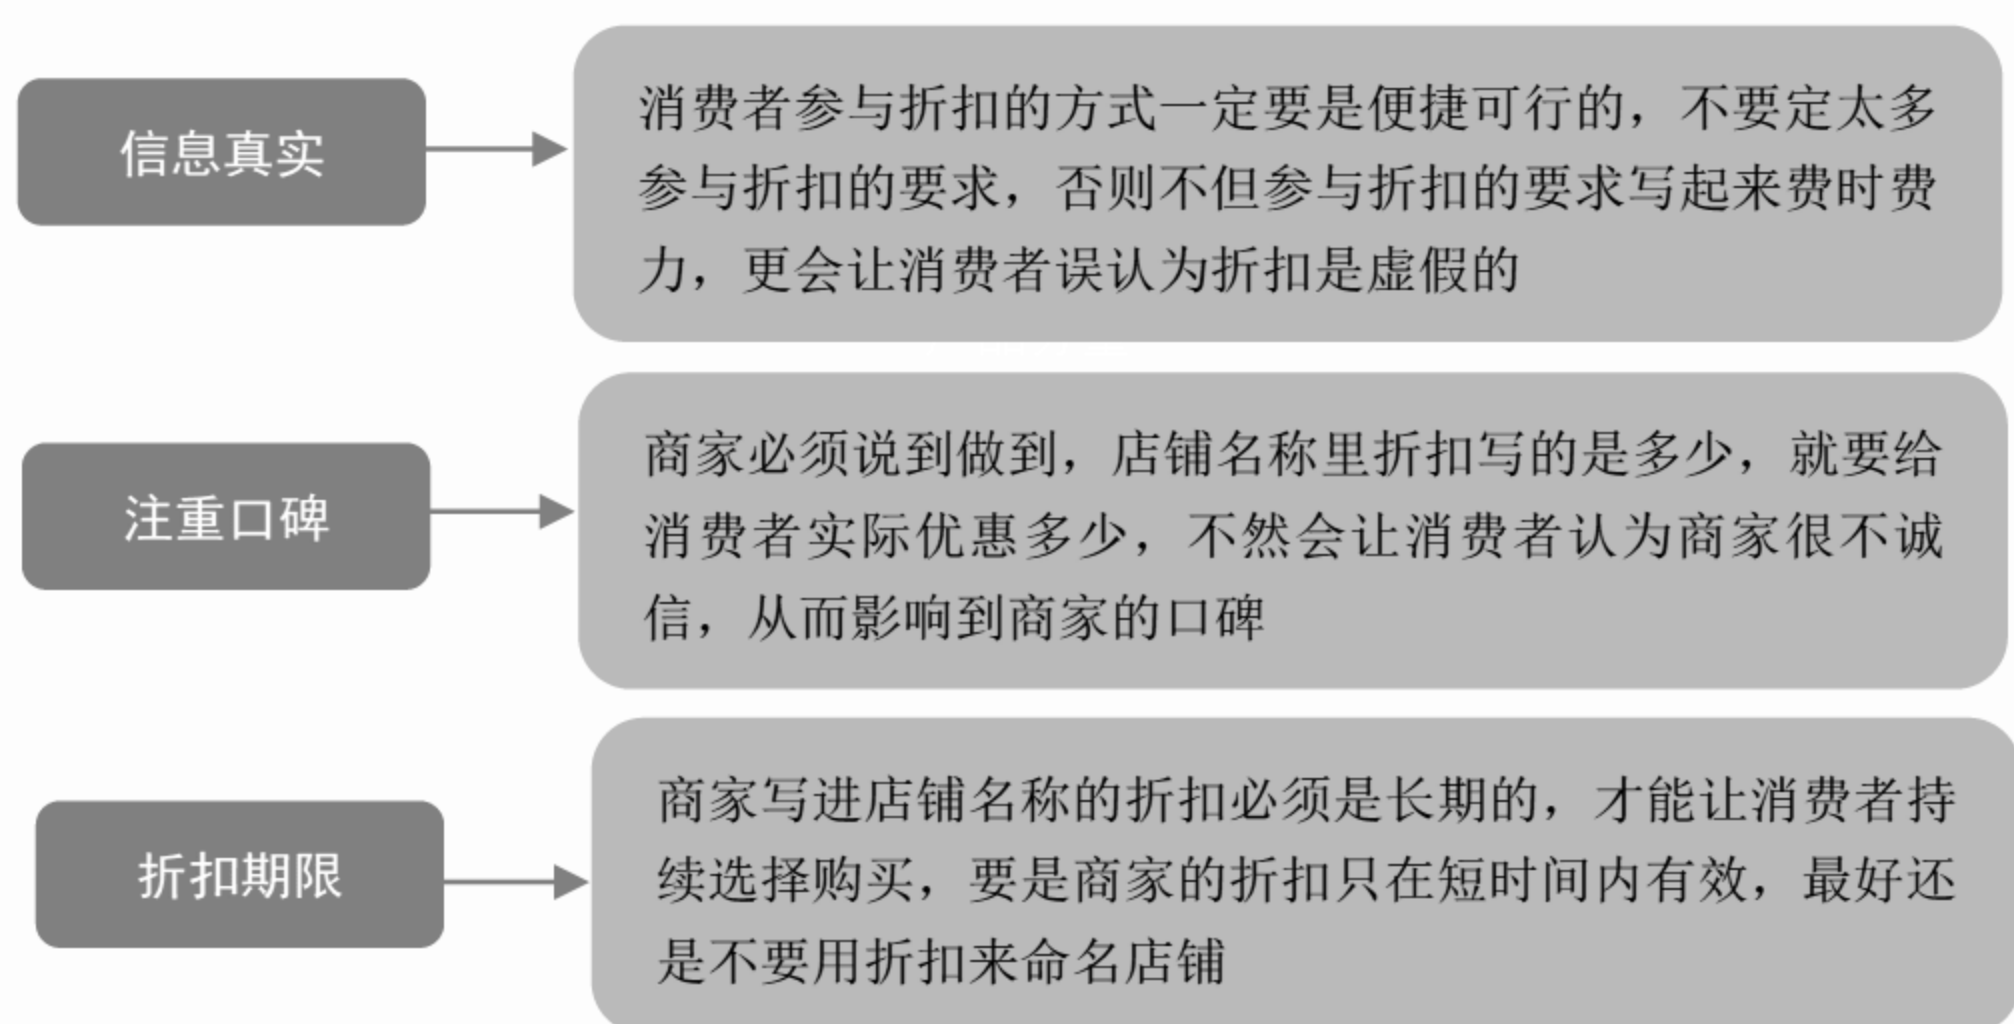 信息真实
消费者参与折扣的方式一定要是便捷可行的，不要定太多
参与折扣的要求，否则不但参与折扣的要求写起来费时费
力，更会让消费者误认为折扣是虚假的
注重口碑
商家必须说到做到，店铺名称里折扣写的是多少，就要给
消费者实际优惠多少，不然会让消费者认为商家很不诚
信，从而影响到商家的口碑
折扣期限
商家写进店铺名称的折扣必须是长期的，才能让消费者持
续选择购买，要是商家的折扣只在短时间内有效，最好还
是不要用折扣来命名店铺